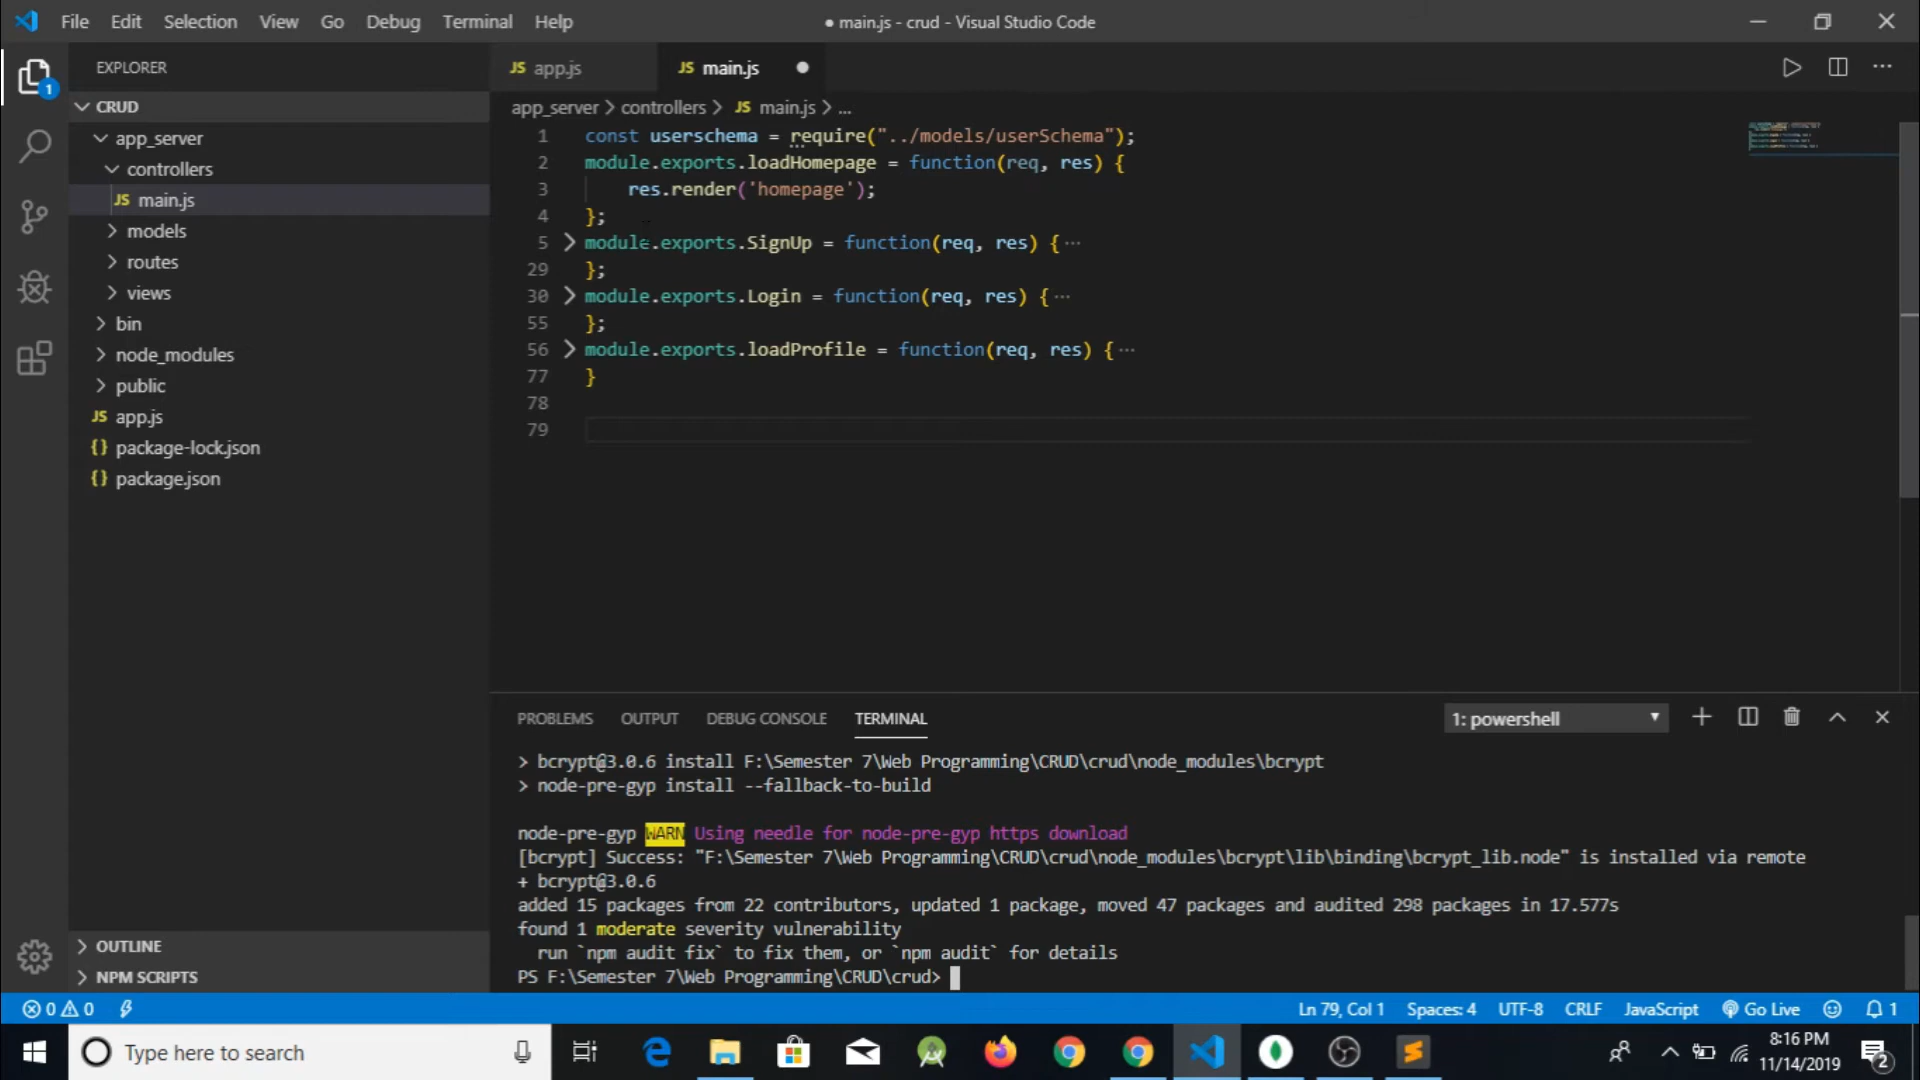 File Edit Selection View Go Debug Terminal Help
● main.js - crud - Visual Studio Code
EXPLORER
1
CRUD
app_server
controllers
JS main.js
models
routes
views
bin
node_modules
public
JS app.js
{} package-lock.json
{} package.json
OUTLINE
NPM SCRIPTS
JS app.js
JS main.js
app_server > controllers > JS main.js > ...
1 const userschema = require("../models/userSchema");
2 module.exports.loadHomepage = function(req, res) {
3 res.render('homepage');
4 };
5 module.exports.SignUp = function(req, res) {···
29 };
30 module.exports.Login = function(req, res) {···
55 };
56 module.exports.loadProfile = function(req, res) {···
77 }
78
79
PROBLEMS OUTPUT DEBUG CONSOLE TERMINAL
1: powershell
> bcrypt@3.0.6 install F:\Semester 7\Web Programming\CRUD\crud\node_modules\bcrypt
> node-pre-gyp install --fallback-to-build
node-pre-gyp WARN Using needle for node-pre-gyp https download
[bcrypt] Success: "F:\Semester 7\Web Programming\CRUD\crud\node_modules\bcrypt\lib\binding\bcrypt_lib.node" is installed via remote
+ bcrypt@3.0.6
added 15 packages from 22 contributors, updated 1 package, moved 47 packages and audited 298 packages in 17.577s
found 1 moderate severity vulnerability
run `npm audit fix` to fix them, or `npm audit` for details
PS F:\Semester 7\Web Programming\CRUD\crud>
0 0
Ln 79, Col 1 Spaces: 4 UTF-8 CRLF JavaScript Go Live 1
Type here to search
8:16 PM
11/14/2019
2